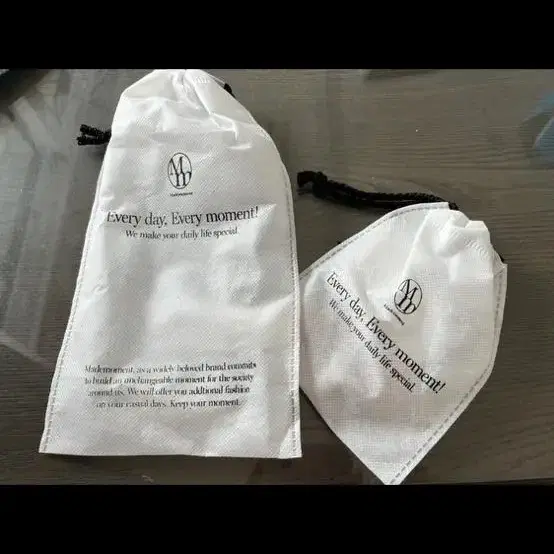 Every day, Every moment!
We make your daily life special.
Mademoment, as a widely beloved brand commits
to build an unchangeable moment for the society
around us. We will offer you addtional fashion
on your casual days. Keep your moment.
Every day, Every moment!
We make your daily life special.